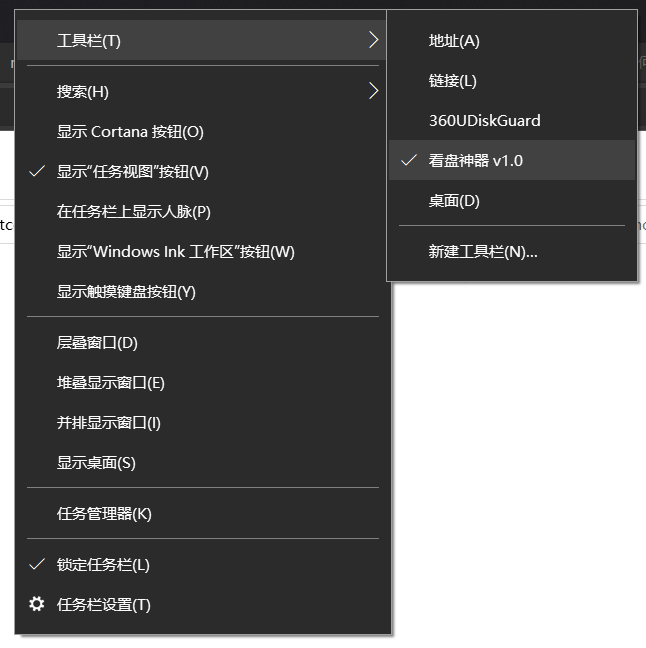 工具栏(T)
搜索(H)
显示 Cortana 按钮(O)
显示“任务视图”按钮(V)
在任务栏上显示人脉(P)
显示“Windows Ink 工作区”按钮(W)
显示触摸键盘按钮(Y)
层叠窗口(D)
堆叠显示窗口(E)
并排显示窗口(I)
显示桌面(S)
任务管理器(K)
锁定任务栏(L)
任务栏设置(T)
地址(A)
链接(L)
360UDiskGuard
看盘神器 v1.0
桌面(D)
新建工具栏(N)...
tc